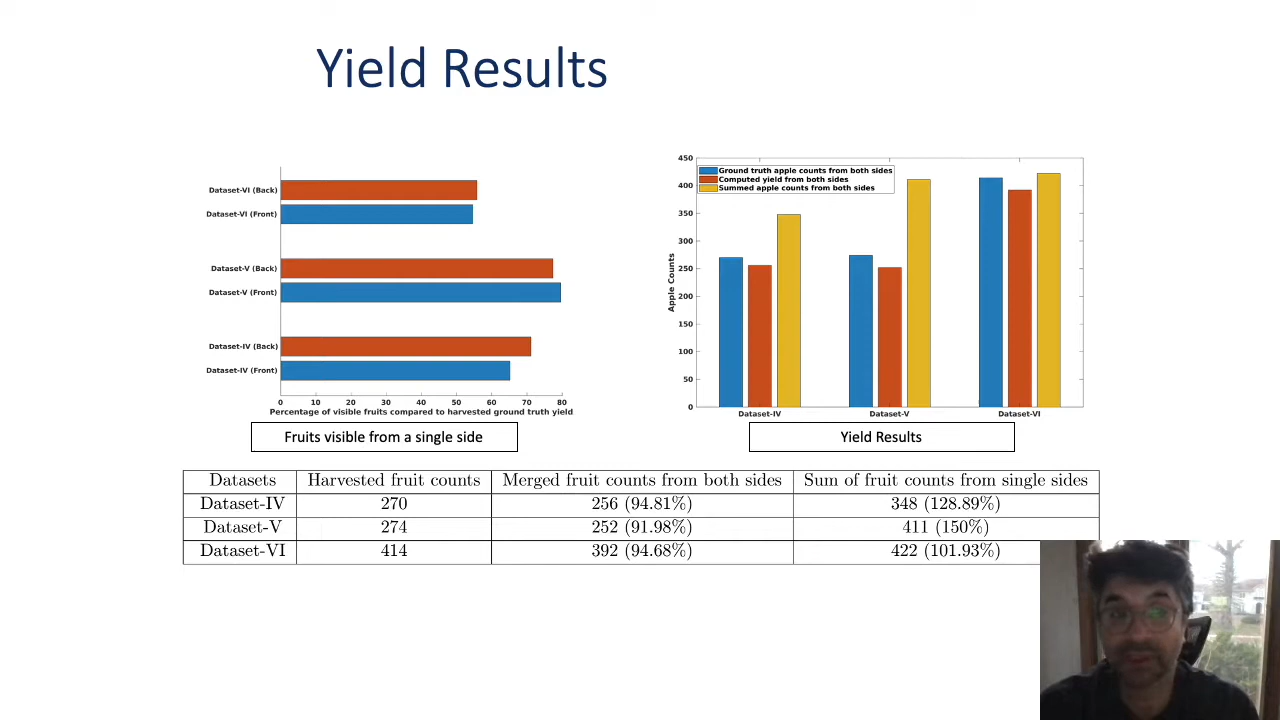 Yield Results
Dataset-VI (Back)
Dataset-VI (Front)
Dataset-V (Back)
Dataset-V (Front)
Dataset-IV (Back)
Dataset-IV (Front)
0 10 20 30 40 50 60 70 80
Percentage of visible fruits compared to harvested ground truth yield
Fruits visible from a single side
450
400
350
300
250
200
150
100
50
0
Apple Counts
Ground truth apple counts from both sides
Computed yield from both sides
Summed apple counts from both sides
Dataset-IV Dataset-V Dataset-VI
Yield Results
Datasets Harvested fruit counts Merged fruit counts from both sides Sum of fruit counts from single sides
Dataset-IV 270 256 (94.81%) 348 (128.89%)
Dataset-V 274 252 (91.98%) 411 (150%)
Dataset-VI 414 392 (94.68%) 422 (101.93%)